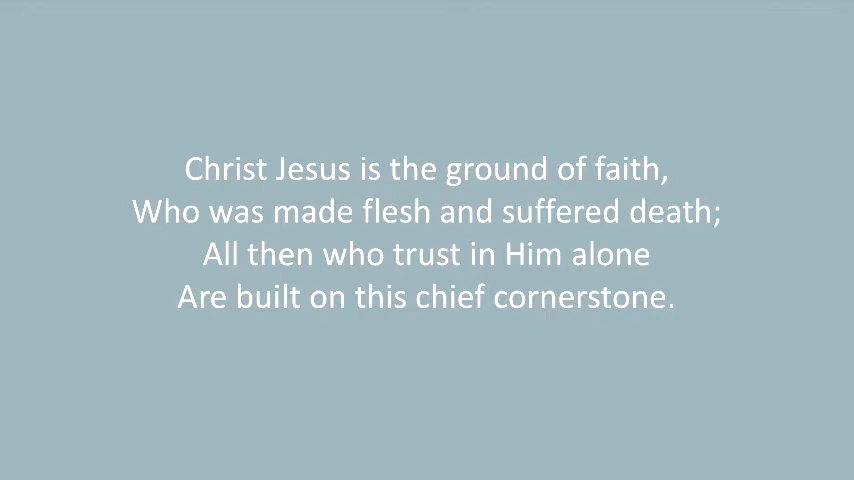 Christ Jesus is the ground of faith,
Who was made flesh and suffered death;
All then who trust in Him alone
Are built on this chief cornerstone.